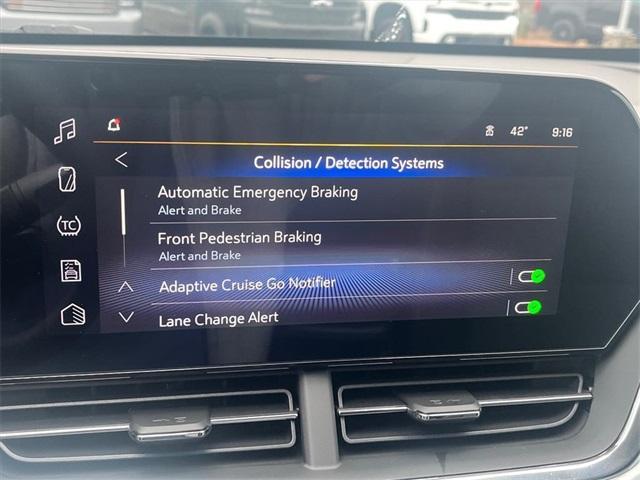 42° 9:16
Collision / Detection Systems
Automatic Emergency Braking
Alert and Brake
Front Pedestrian Braking
Alert and Brake
TC
Adaptive Cruise Go Notifier
Lane Change Alert